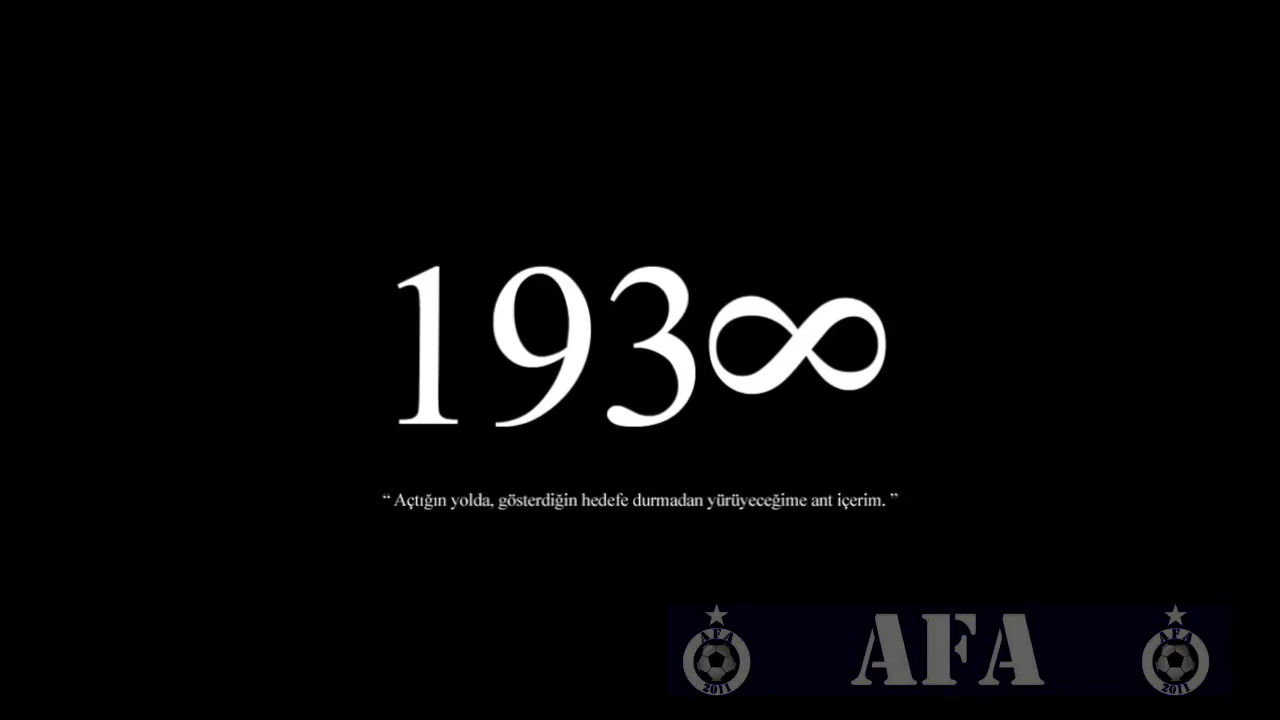 193∞
“ Açtığın yolda, gösterdiğin hedefe durmadan yürüyeceğime ant içerim. ”
AFA
2011
AFA
AFA
2011